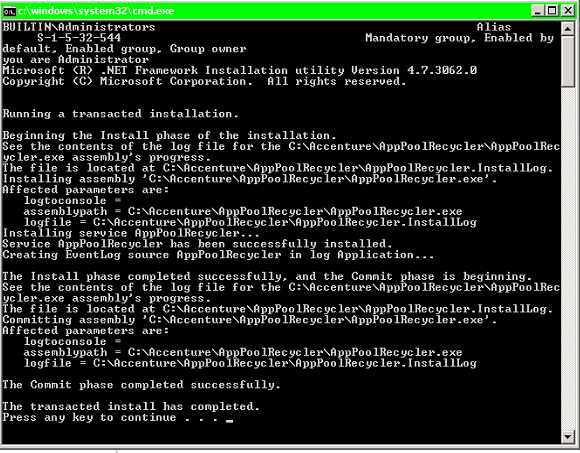 c:\windows\system32\cmd.exe
BUILTIN\Administrators Alias
S-1-5-32-544 Mandatory group, Enabled by
default, Enabled group, Group owner
you are Administrator
Microsoft (R) .NET Framework Installation utility Version 4.7.3062.0
Copyright (C) Microsoft Corporation.  All rights reserved.
Running a transacted installation.
Beginning the Install phase of the installation.
See the contents of the log file for the C:\Accenture\AppPoolRecycler\AppPoolRec
ycler.exe assembly's progress.
The file is located at C:\Accenture\AppPoolRecycler\AppPoolRecycler.InstallLog.
Installing assembly 'C:\Accenture\AppPoolRecycler\AppPoolRecycler.exe'.
Affected parameters are:
logtoconsole =
assemblypath = C:\Accenture\AppPoolRecycler\AppPoolRecycler.exe
logfile = C:\Accenture\AppPoolRecycler\AppPoolRecycler.InstallLog
Installing service AppPoolRecycler...
Service AppPoolRecycler has been successfully installed.
Creating EventLog source AppPoolRecycler in log Application...
The Install phase completed successfully, and the Commit phase is beginning.
See the contents of the log file for the C:\Accenture\AppPoolRecycler\AppPoolRec
ycler.exe assembly's progress.
The file is located at C:\Accenture\AppPoolRecycler\AppPoolRecycler.InstallLog.
Committing assembly 'C:\Accenture\AppPoolRecycler\AppPoolRecycler.exe'.
Affected parameters are:
logtoconsole =
assemblypath = C:\Accenture\AppPoolRecycler\AppPoolRecycler.exe
logfile = C:\Accenture\AppPoolRecycler\AppPoolRecycler.InstallLog
The Commit phase completed successfully.
The transacted install has completed.
Press any key to continue . . . _